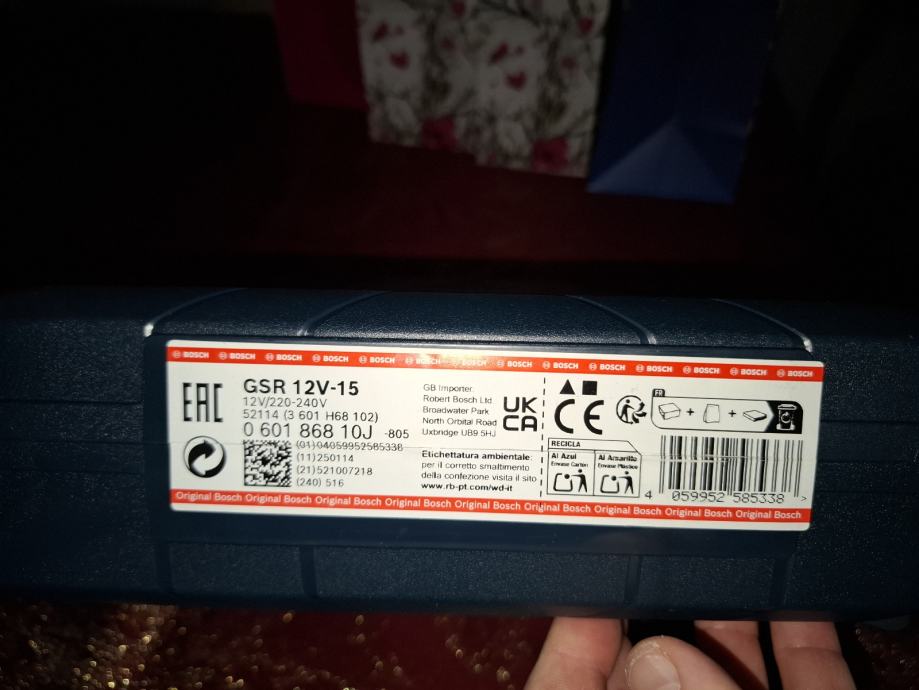 BOSCH BOSCH BOSCH BOSCH BOSCH BOSCH BOSCH BOSCH BOSCH BOSCH BOSCH BOSCH BOSCH BOSCH
EAC
GSR 12V-15
12V/220-240V
52114 (3 601 H68 102)
0 601 868 10J -805
(01)04059952585338
(11)250114
(21)521007218
(240) 516
GB Importer:
Robert Bosch Ltd
Broadwater Park
North Orbital Road
Uxbridge UB9 5HJ
Etichettatura ambientale:
per il corretto smaltimento
della confezione visita il sito
www.rb-pt.com/wd-it
UK
CA
CE
RECICLA
Al Azul
Envase Cartón
Al Amarillo
Envase Plástico
FR
+ +
4 059952 585338 >
Original Bosch Original Bosch Original Bosch Original Bosch Original Bosch Original Bosch Original Bosch Original Bosch Original Bosch